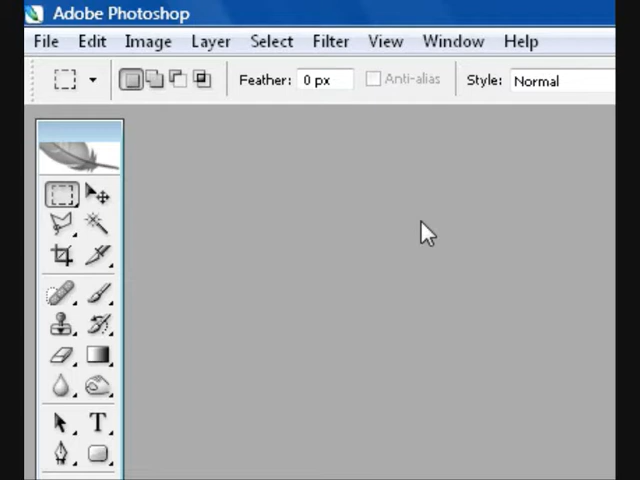 Adobe Photoshop
File Edit Image Layer Select Filter View Window Help
Feather: 0 px Anti-alias Style: Normal
T